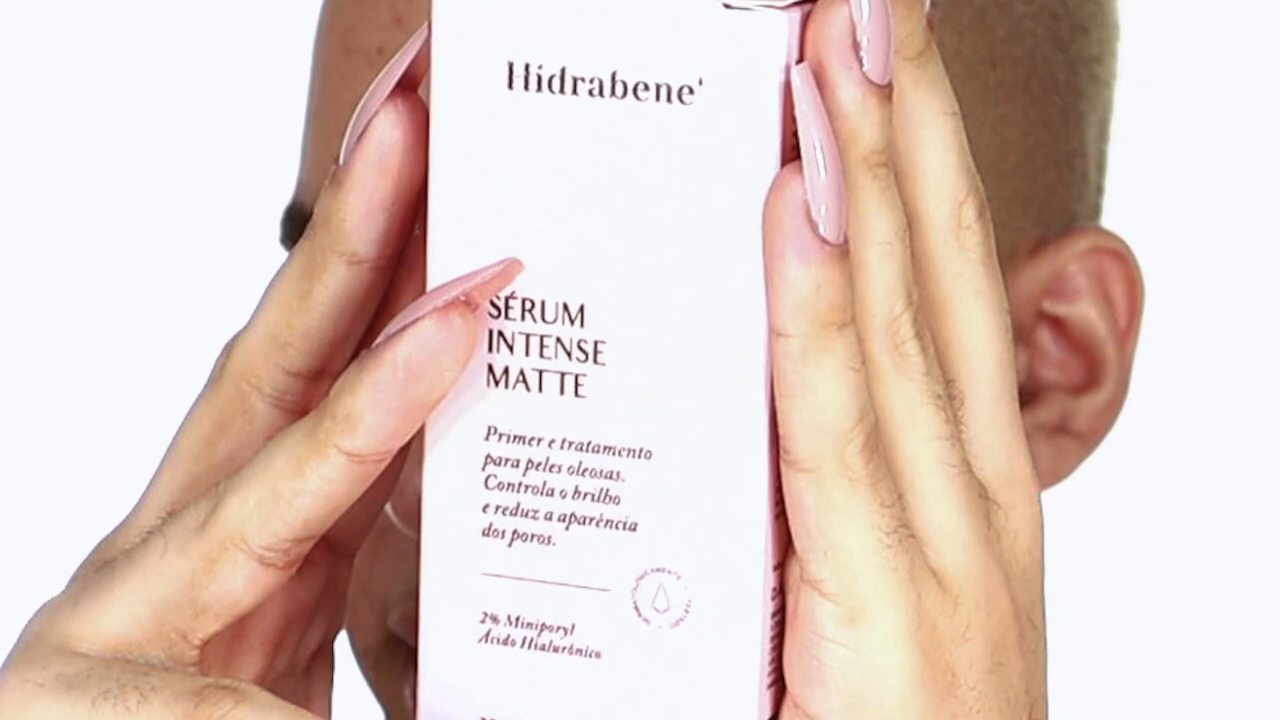 Hidrabene'
SÉRUM
INTENSE
MATTE
Primer e tratamento
para peles oleosas.
Controla o brilho
e reduz a aparência
dos poros.
2% Miniporyl
Ácido Hialurônico